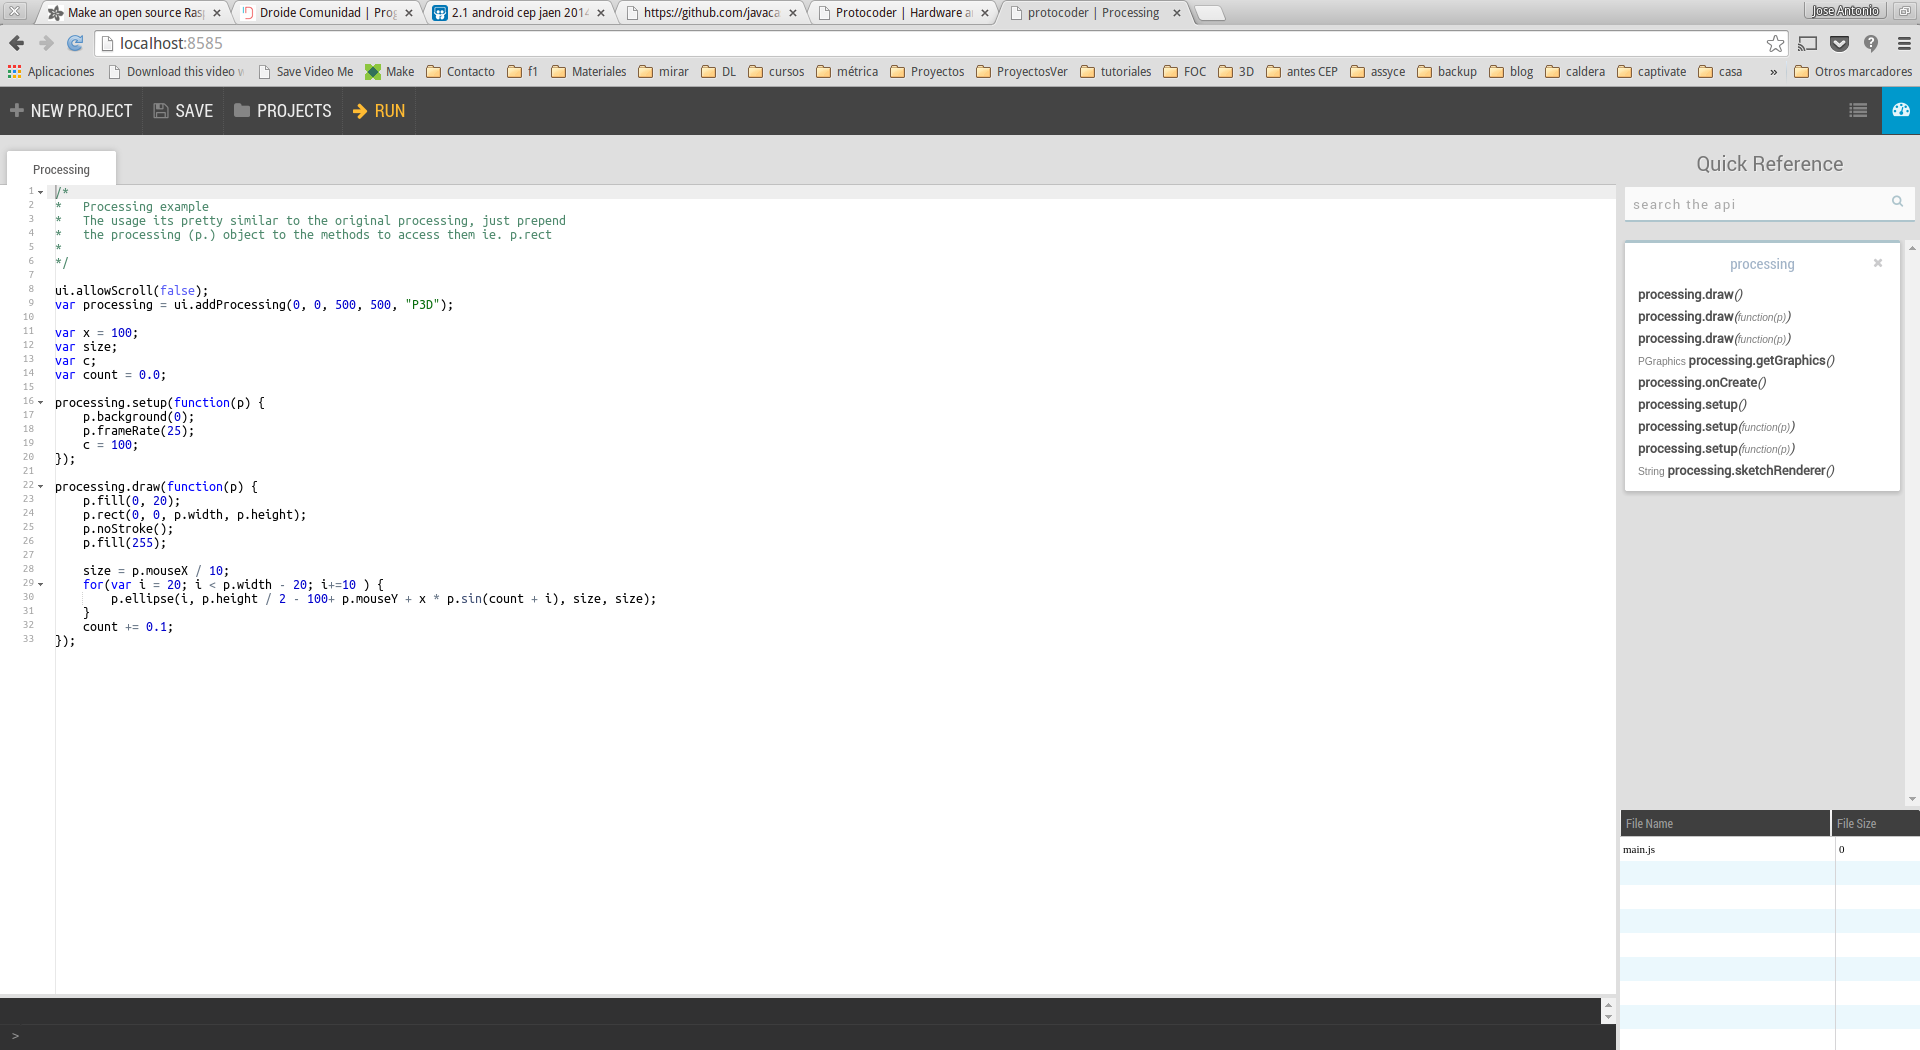 Make an open source Ras
Droide Comunidad | Prog
2.1 android cep jaen 2014
https://github.com/javaca
Protocoder | Hardware a
protocoder | Processing
Jose Antonio
localhost:8585
Aplicaciones
Download this video
Save Video Me
Make
Contacto
f1
Materiales
mirar
DL
cursos
métrica
Proyectos
ProyectosVer
tutoriales
FOC
3D
antes CEP
assyce
backup
blog
caldera
captivate
casa
»
Otros marcadores
NEW PROJECT
SAVE
PROJECTS
RUN
Processing
1 /*
2 *   Processing example
3 *   The usage its pretty similar to the original processing, just prepend
4 *   the processing (p.) object to the methods to access them ie. p.rect
5 *
6 */
7
8 ui.allowScroll(false);
9 var processing = ui.addProcessing(0, 0, 500, 500, "P3D");
10
11 var x = 100;
12 var size;
13 var c;
14 var count = 0.0;
15
16 processing.setup(function(p) {
17     p.background(0);
18     p.frameRate(25);
19     c = 100;
20 });
21
22 processing.draw(function(p) {
23     p.fill(0, 20);
24     p.rect(0, 0, p.width, p.height);
25     p.noStroke();
26     p.fill(255);
27
28     size = p.mouseX / 10;
29     for(var i = 20; i < p.width - 20; i+=10 ) {
30         p.ellipse(i, p.height / 2 - 100+ p.mouseY + x * p.sin(count + i), size, size);
31     }
32     count += 0.1;
33 });
>
Quick Reference
search the api
processing
processing.draw()
processing.draw(function(p))
processing.draw(function(p))
PGraphics processing.getGraphics()
processing.onCreate()
processing.setup()
processing.setup(function(p))
processing.setup(function(p))
String processing.sketchRenderer()
File Name File Size
main.js 0